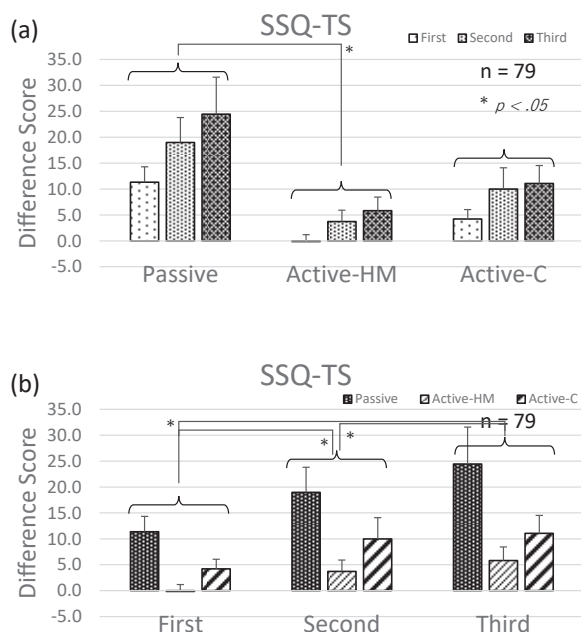 (a)
SSQ-TS
First Second Third
n = 79
* p < .05
*
Difference Score
35.0
30.0
25.0
20.0
15.0
10.0
5.0
0.0
-5.0
Passive Active-HM Active-C
(b)
SSQ-TS
Passive Active-HM Active-C
n = 79
*
*
*
Difference Score
35.0
30.0
25.0
20.0
15.0
10.0
5.0
0.0
-5.0
First Second Third